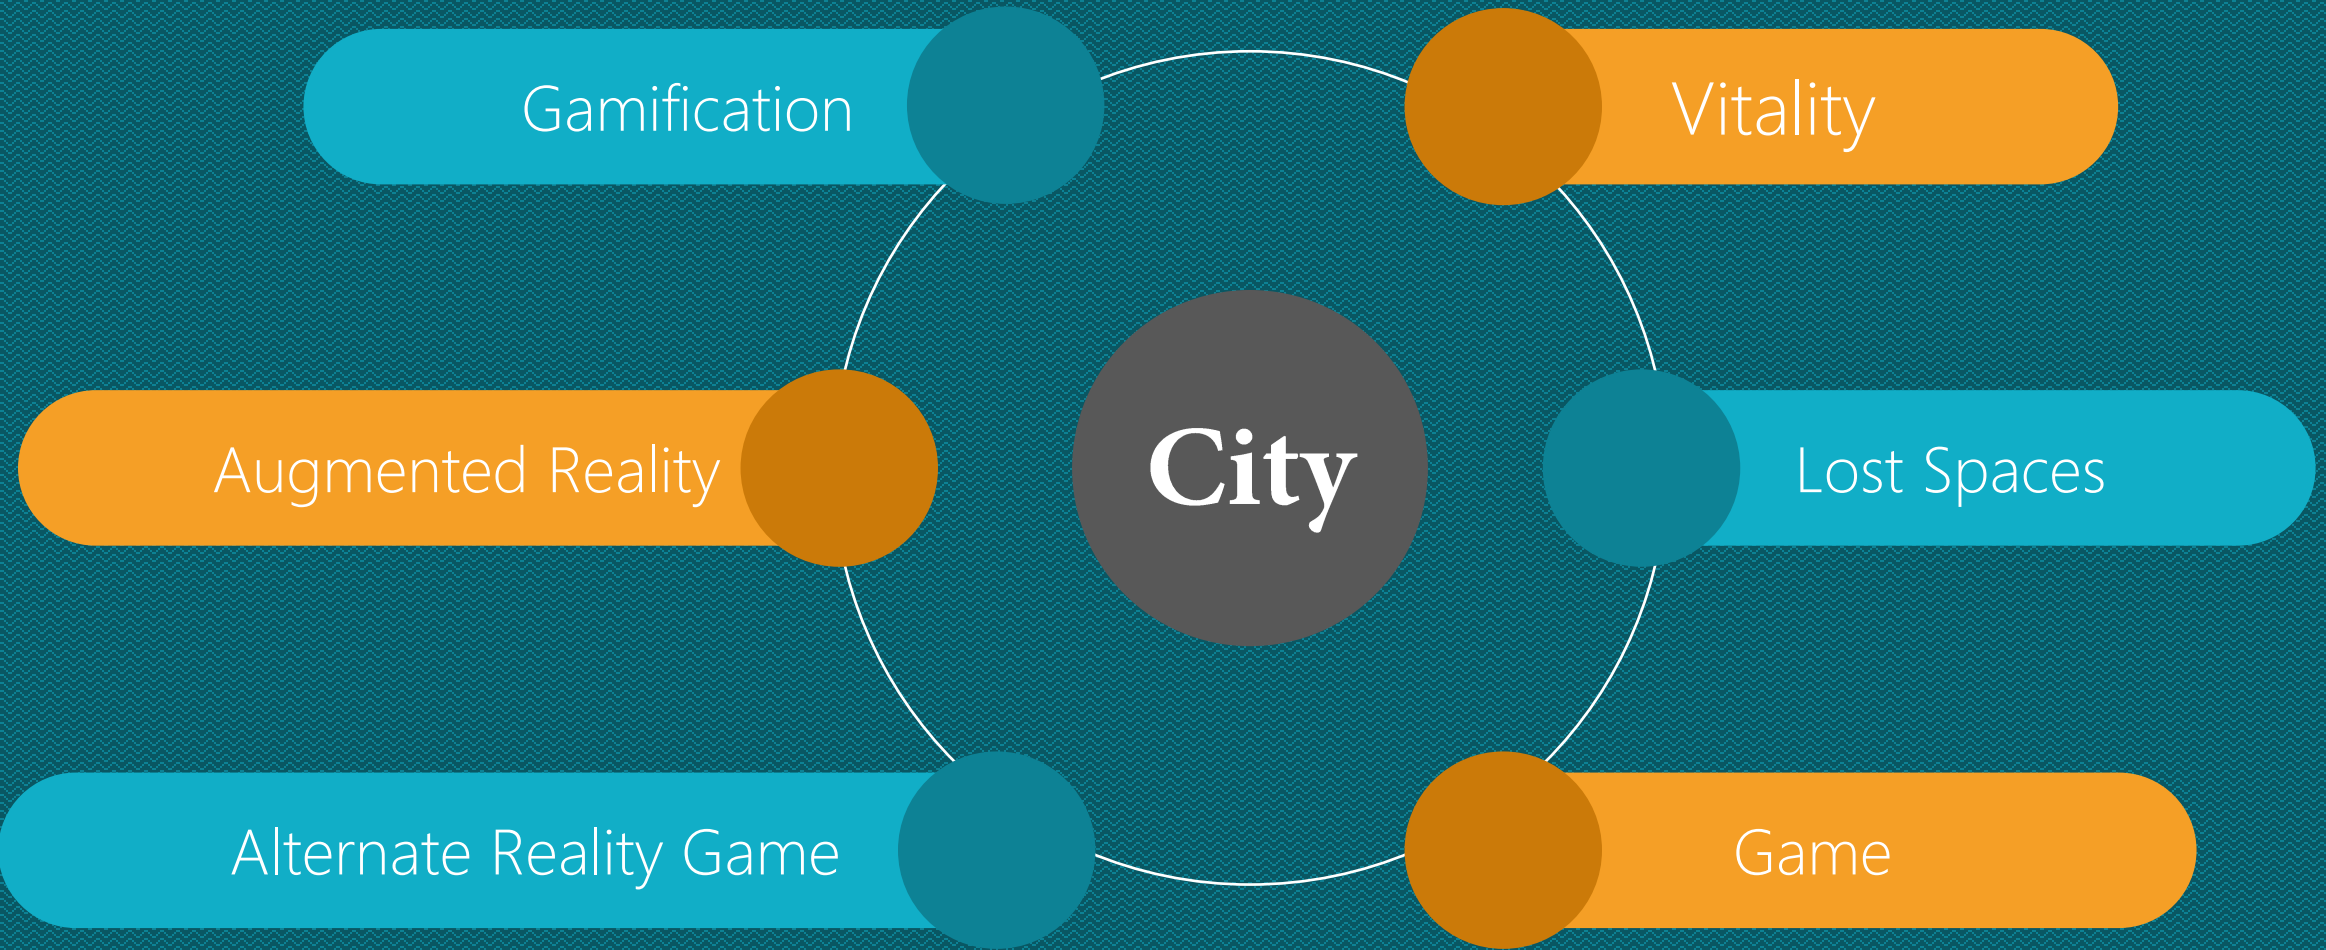 Gamification
Vitality
Augmented Reality
City
Lost Spaces
Alternate Reality Game
Game